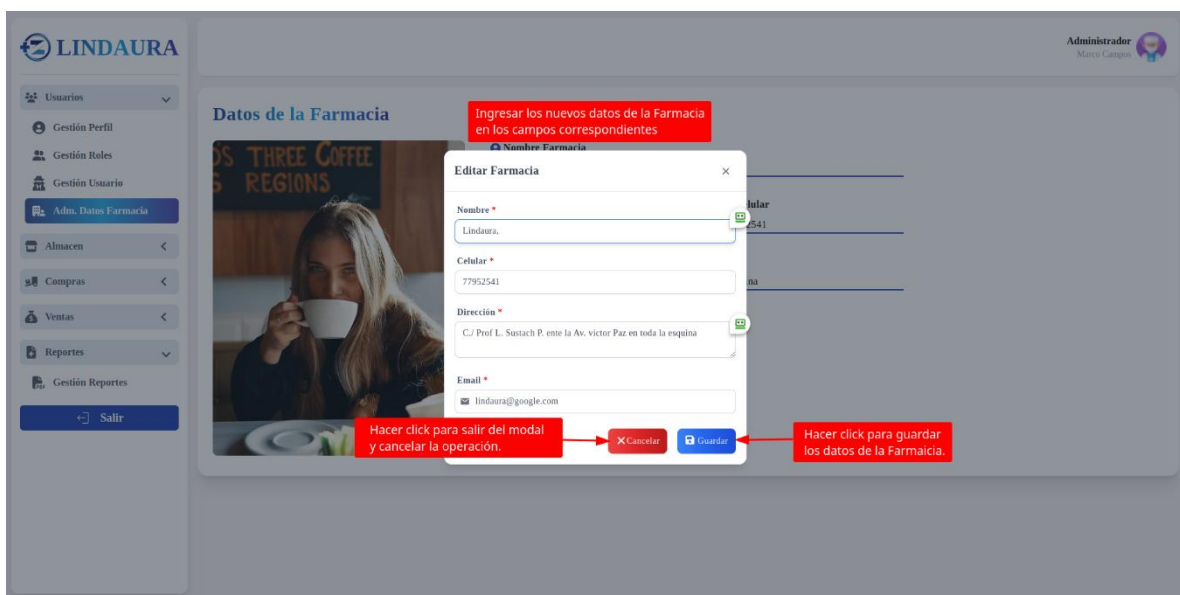 LINDAURA
Administrador
Marco Campos
Usuarios
Gestión Perfil
Gestión Roles
Gestión Usuario
Adm. Datos Farmacia
Almacen
Compras
Ventas
Reportes
Gestión Reportes
Salir
Datos de la Farmacia
THREE COFFEE
REGIONS
Ingresar los nuevos datos de la Farmacia
en los campos correspondientes
Nombre Farmacia
lular
2541
na
Editar Farmacia
Nombre *
Lindaura,
Celular *
77952541
Dirección *
C./ Prof L. Sustach P. ente la Av. victor Paz en toda la esquina
Email *
lindaura@google.com
Hacer click para salir del modal
y cancelar la operación.
Cancelar
Guardar
Hacer click para guardar
los datos de la Farmaicia.